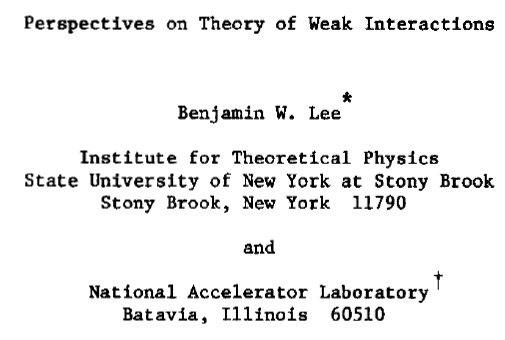 Perspectives on Theory of Weak Interactions
Benjamin W. Lee*
Institute for Theoretical Physics
State University of New York at Stony Brook
Stony Brook, New York 11790
and
National Accelerator Laboratory†
Batavia, Illinois 60510